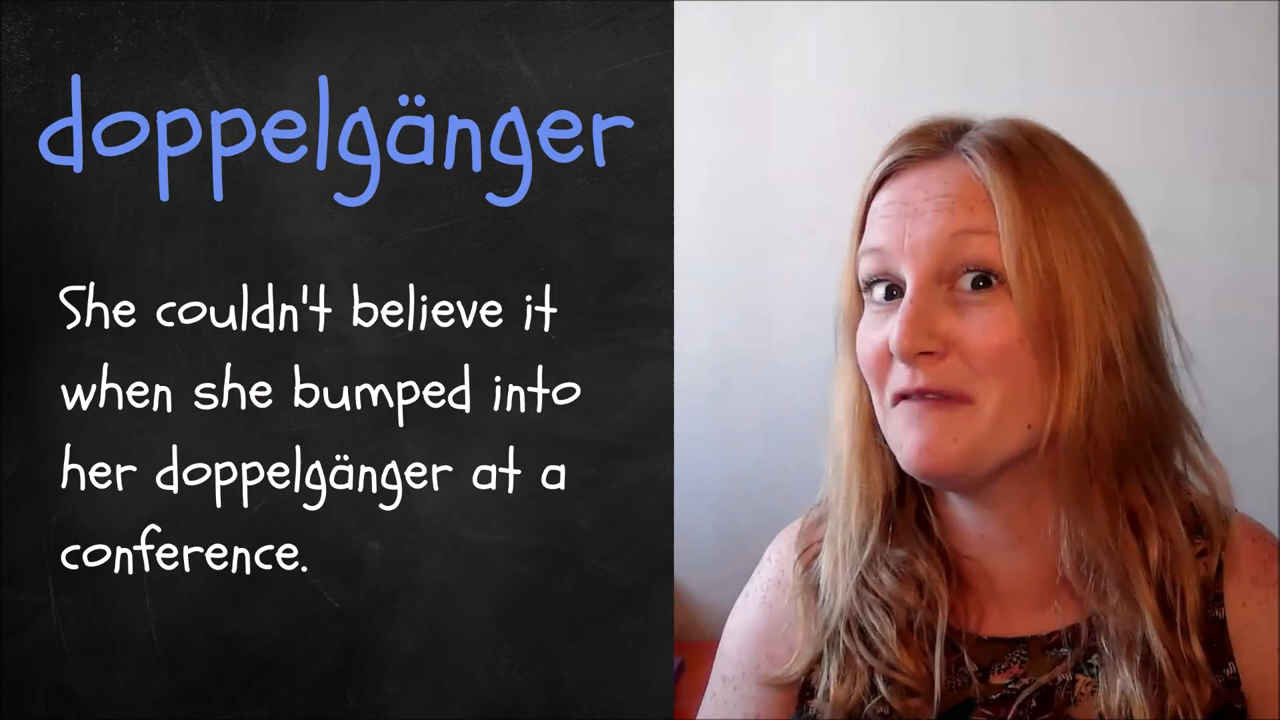 doppelgänger
She couldn't believe it
when she bumped into
her doppelgänger at a
conference.